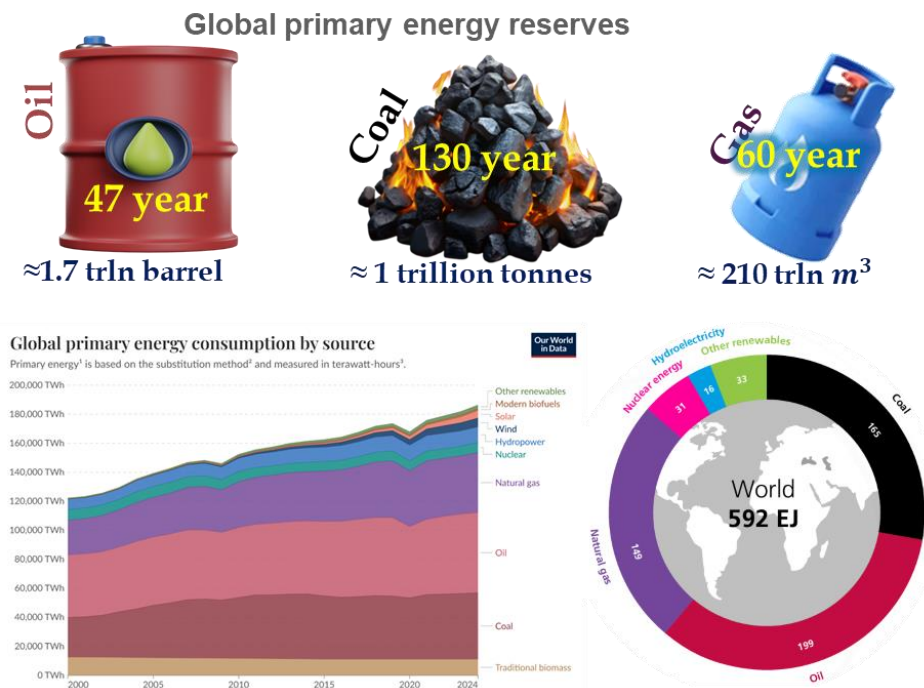 Global primary energy reserves
Oil
47 year
≈1.7 trln barrel
Coal
130 year
≈ 1 trillion tonnes
Gas
60 year
≈ 210 trln m³
Global primary energy consumption by source
Primary energy¹ is based on the substitution method² and measured in terawatt-hours³.
Our World
in Data
200,000 TWh
180,000 TWh
160,000 TWh
140,000 TWh
120,000 TWh
100,000 TWh
80,000 TWh
60,000 TWh
40,000 TWh
20,000 TWh
0 TWh
2000
2005
2010
2015
2020
2024
Other renewables
Modern biofuels
Solar
Wind
Hydropower
Nuclear
Natural gas
Oil
Coal
Traditional biomass
Nuclear energy
Hydroelectricity
Other renewables
Coal
Oil
Natural gas
31
16
33
165
199
149
World
592 EJ